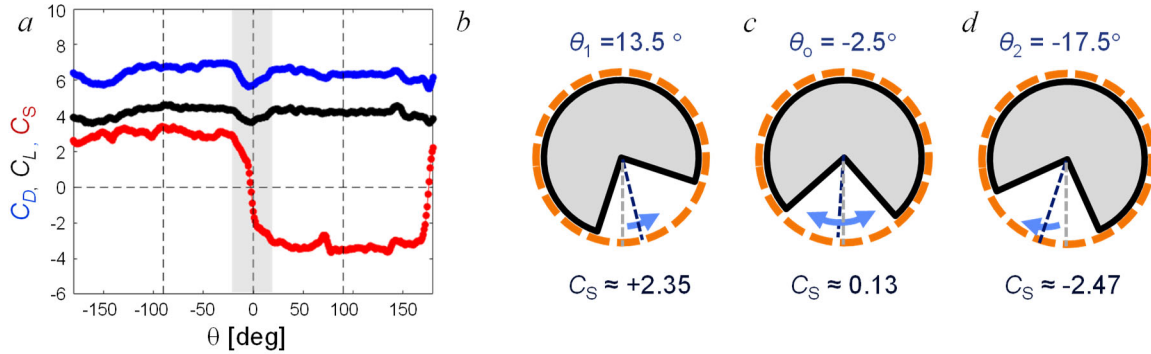 a
10
8
6
4
2
0
-2
-4
-6
C_D, C_L, C_S
-150 -100 -50 0 50 100 150
θ [deg]
b
θ₁ =13.5 °
C_S ≈ +2.35
c
θ_o = -2.5°
C_S ≈ 0.13
d
θ₂ = -17.5°
C_S ≈ -2.47